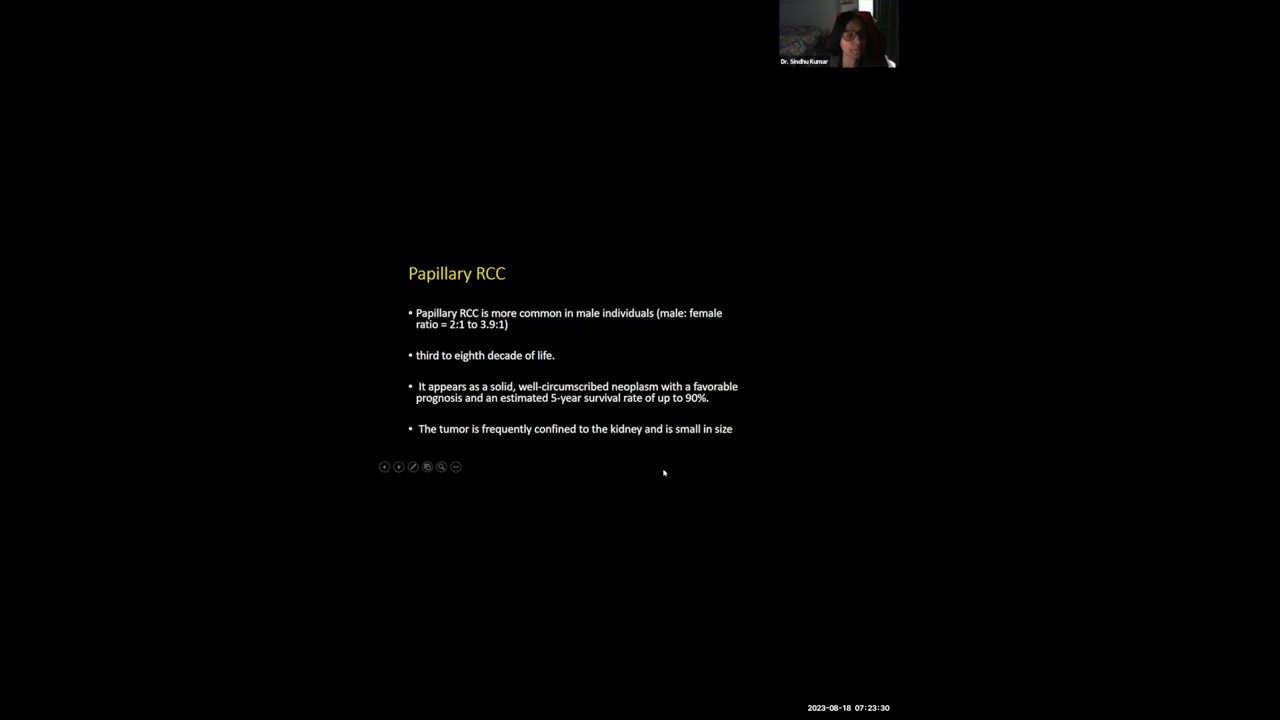 Dr. Sindhu Kumar
Papillary RCC
• Papillary RCC is more common in male individuals (male: female
ratio = 2:1 to 3.9:1)
• third to eighth decade of life.
• It appears as a solid, well-circumscribed neoplasm with a favorable
prognosis and an estimated 5-year survival rate of up to 90%.
• The tumor is frequently confined to the kidney and is small in size
2023-08-18 07:23:30